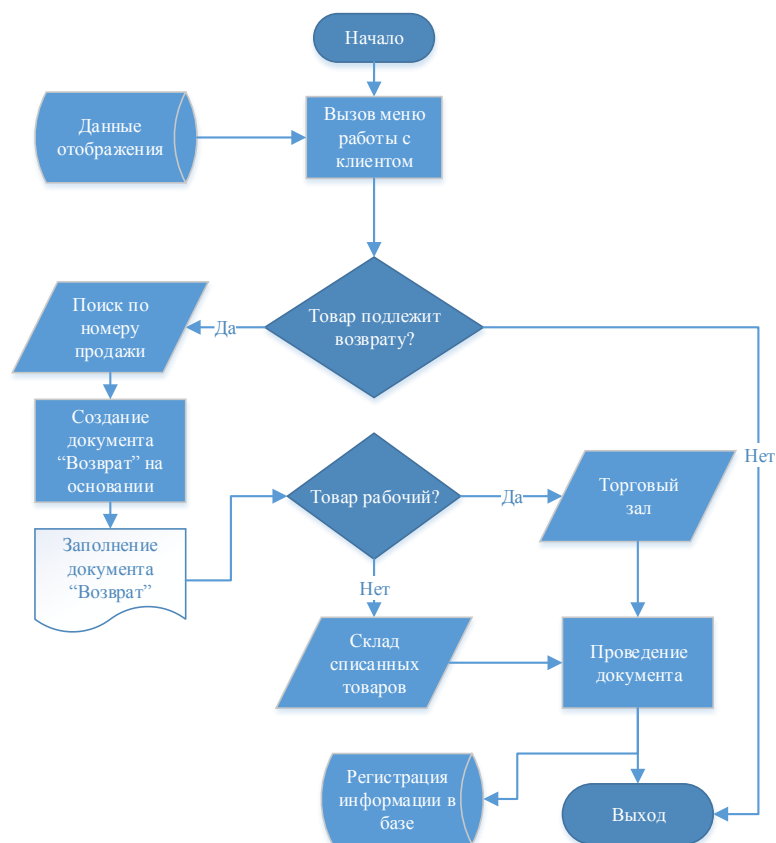 Начало
Данные
отображения
Вызов меню
работы с
клиентом
Товар подлежит
возврату?
Да
Поиск по
номеру
продажи
Создание
документа
“Возврат” на
основании
Заполнение
документа
“Возврат”
Товар рабочий?
Да
Торговый
зал
Нет
Нет
Склад
списанных
товаров
Проведение
документа
Регистрация
информации в
базе
Выход